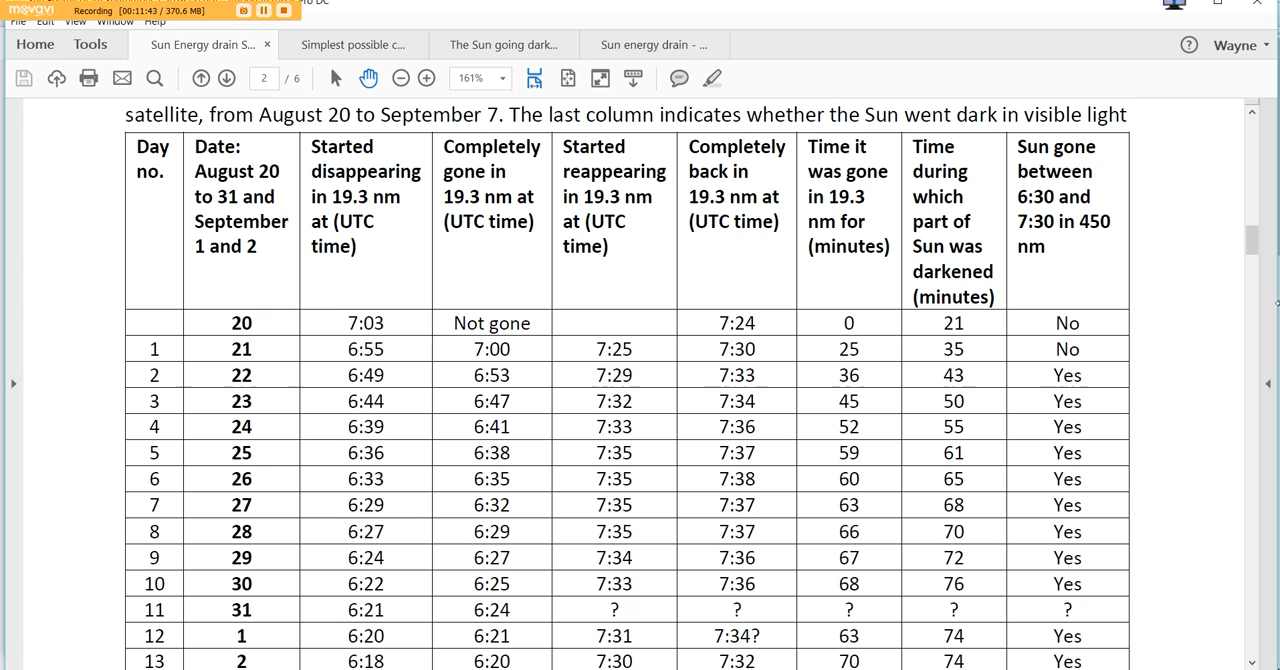 movavi Recording [00:11:43 / 370.6 MB]
File Edit View Window Help
Home Tools Sun Energy drain S... × Simplest possible c... The Sun going dark... Sun energy drain - ... ? Wayne
2 / 6 161%
satellite, from August 20 to September 7. The last column indicates whether the Sun went dark in visible light
Day no. Date: August 20 to 31 and September 1 and 2 Started disappearing in 19.3 nm at (UTC time) Completely gone in 19.3 nm at (UTC time) Started reappearing in 19.3 nm at (UTC time) Completely back in 19.3 nm at (UTC time) Time it was gone in 19.3 nm for (minutes) Time during which part of Sun was darkened (minutes) Sun gone between 6:30 and 7:30 in 450 nm
20 7:03 Not gone 7:24 0 21 No
1 21 6:55 7:00 7:25 7:30 25 35 No
2 22 6:49 6:53 7:29 7:33 36 43 Yes
3 23 6:44 6:47 7:32 7:34 45 50 Yes
4 24 6:39 6:41 7:33 7:36 52 55 Yes
5 25 6:36 6:38 7:35 7:37 59 61 Yes
6 26 6:33 6:35 7:35 7:38 60 65 Yes
7 27 6:29 6:32 7:35 7:37 63 68 Yes
8 28 6:27 6:29 7:35 7:37 66 70 Yes
9 29 6:24 6:27 7:34 7:36 67 72 Yes
10 30 6:22 6:25 7:33 7:36 68 76 Yes
11 31 6:21 6:24 ? ? ? ? ?
12 1 6:20 6:21 7:31 7:34? 63 74 Yes
13 2 6:18 6:20 7:30 7:32 70 74 Yes